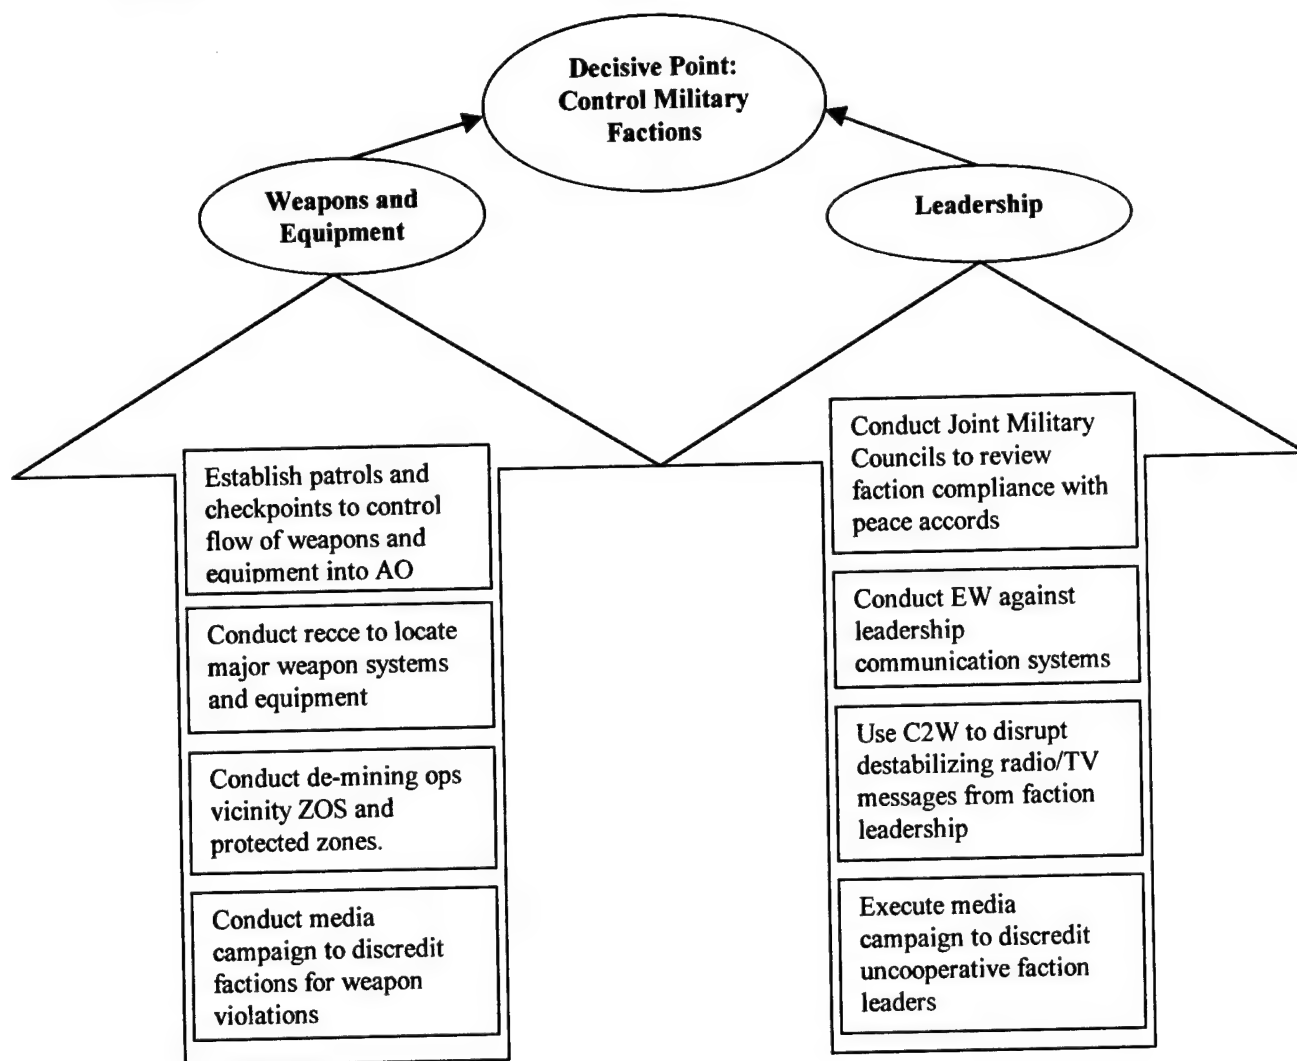 Decisive Point:
Control Military
Factions
Weapons and
Equipment
Leadership
Establish patrols and
checkpoints to control
flow of weapons and
equipment into AO
Conduct recce to locate
major weapon systems
and equipment
Conduct de-mining ops
vicinity ZOS and
protected zones.
Conduct media
campaign to discredit
factions for weapon
violations
Conduct Joint Military
Councils to review
faction compliance with
peace accords
Conduct EW against
leadership
communication systems
Use C2W to disrupt
destabilizing radio/TV
messages from faction
leadership
Execute media
campaign to discredit
uncooperative faction
leaders